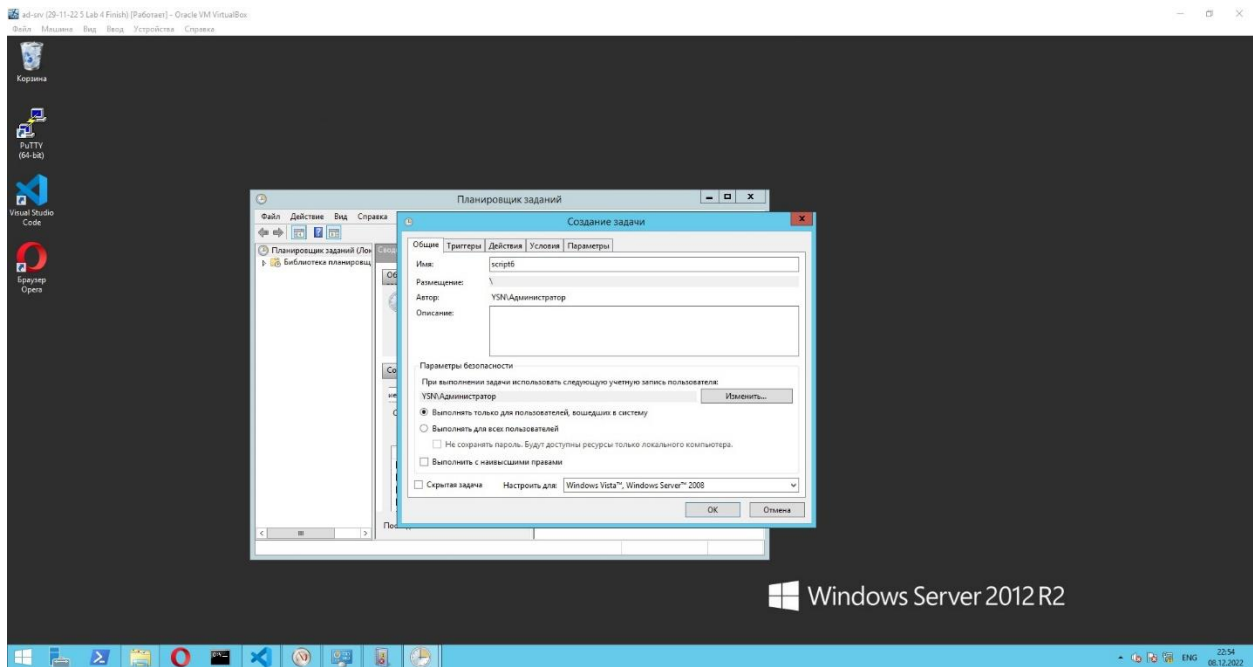 ad-srv (29-11-22 5 Lab 4 Finish) [Работает] - Oracle VM VirtualBox
Файл Машина Вид Ввод Устройства Справка
Корзина
PuTTY
(64-bit)
Visual Studio
Code
Браузер
Opera
Планировщик заданий
Файл Действие Вид Справка
Планировщик заданий (Лок
Библиотека планировщ
Создание задачи
Общие Триггеры Действия Условия Параметры
Имя: script6
Размещение: \
Автор: YSN\Администратор
Описание:
Параметры безопасности
При выполнении задачи использовать следующую учетную запись пользователя:
YSN\Администратор Изменить...
Выполнять только для пользователей, вошедших в систему
Выполнять для всех пользователей
Не сохранять пароль. Будут доступны ресурсы только локального компьютера.
Выполнить с наивысшими правами
Скрытая задача Настроить для: Windows Vista™, Windows Server™ 2008
OK Отмена
Windows Server 2012 R2
ENG 22:54
08.12.2022